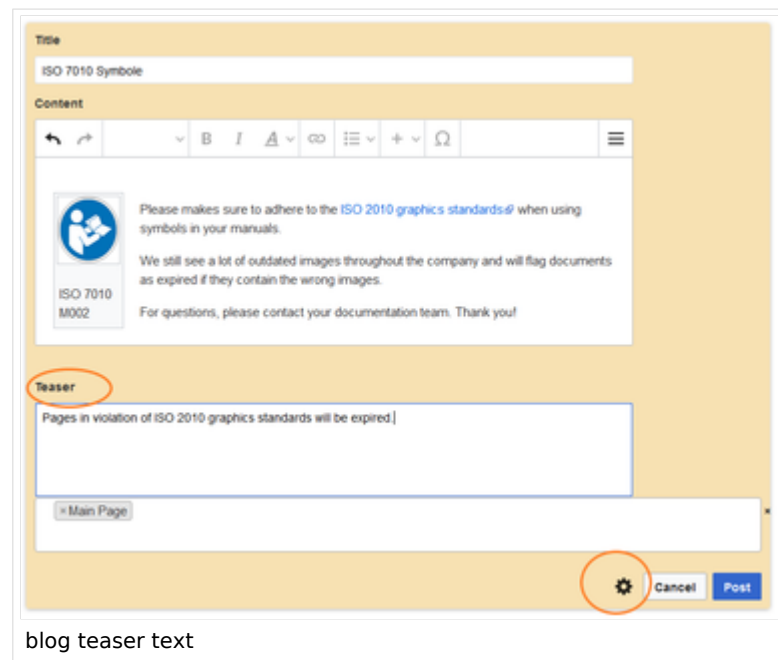 Title
ISO 7010 Symbole
Content
B I A Ω
Please makes sure to adhere to the ISO 2010 graphics standards when using
symbols in your manuals.
We still see a lot of outdated images throughout the company and will flag documents
as expired if they contain the wrong images.
ISO 7010
M002
For questions, please contact your documentation team. Thank you!
Teaser
Pages in violation of ISO 2010 graphics standards will be expired.
× Main Page
×
Cancel Post
blog teaser text